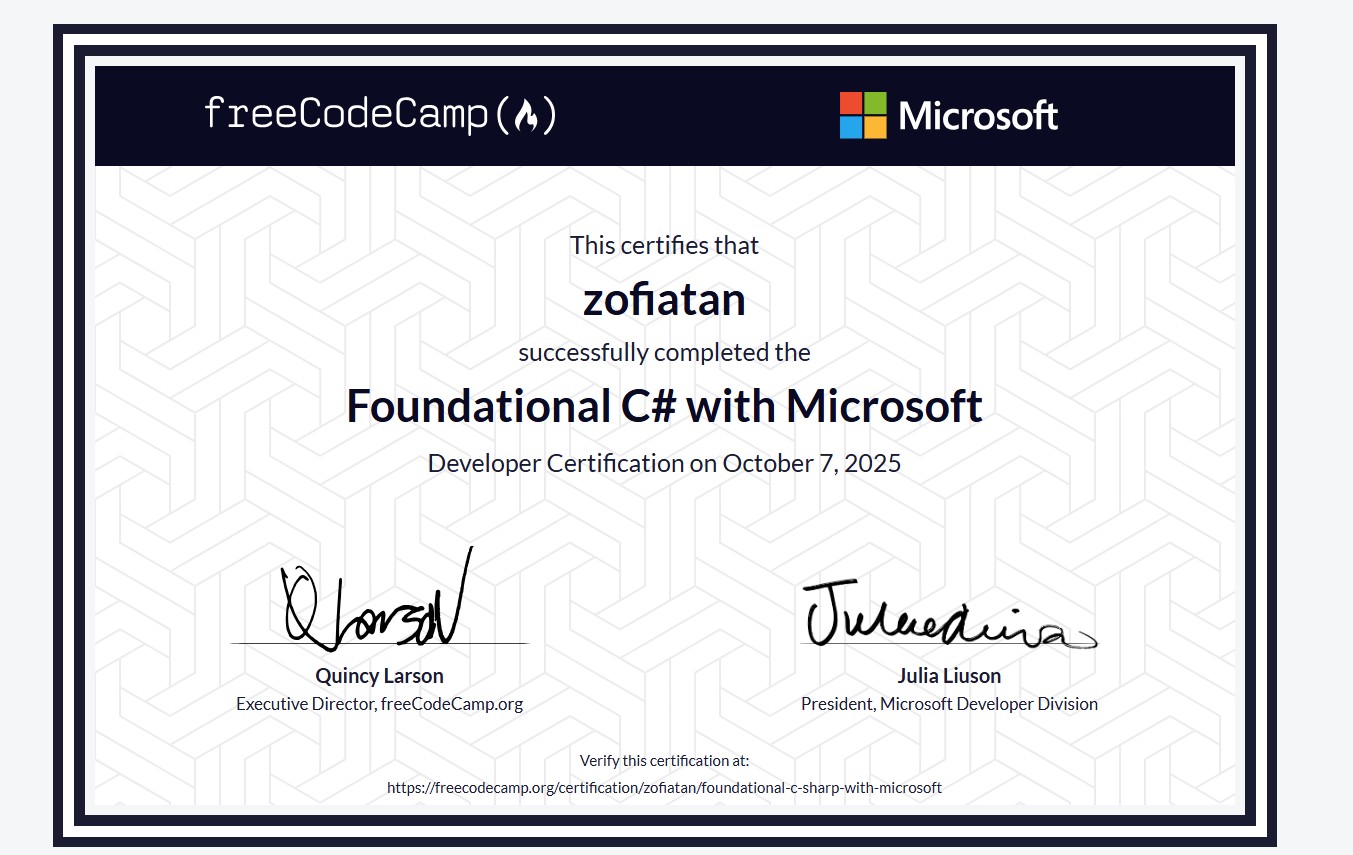 freeCodeCamp
Microsoft
This certifies that
zofiatan
successfully completed the
Foundational C# with Microsoft
Developer Certification on October 7, 2025
Quincy Larson
Executive Director, freeCodeCamp.org
Julia Liuson
President, Microsoft Developer Division
Verify this certification at:
https://freecodecamp.org/certification/zofiatan/foundational-c-sharp-with-microsoft